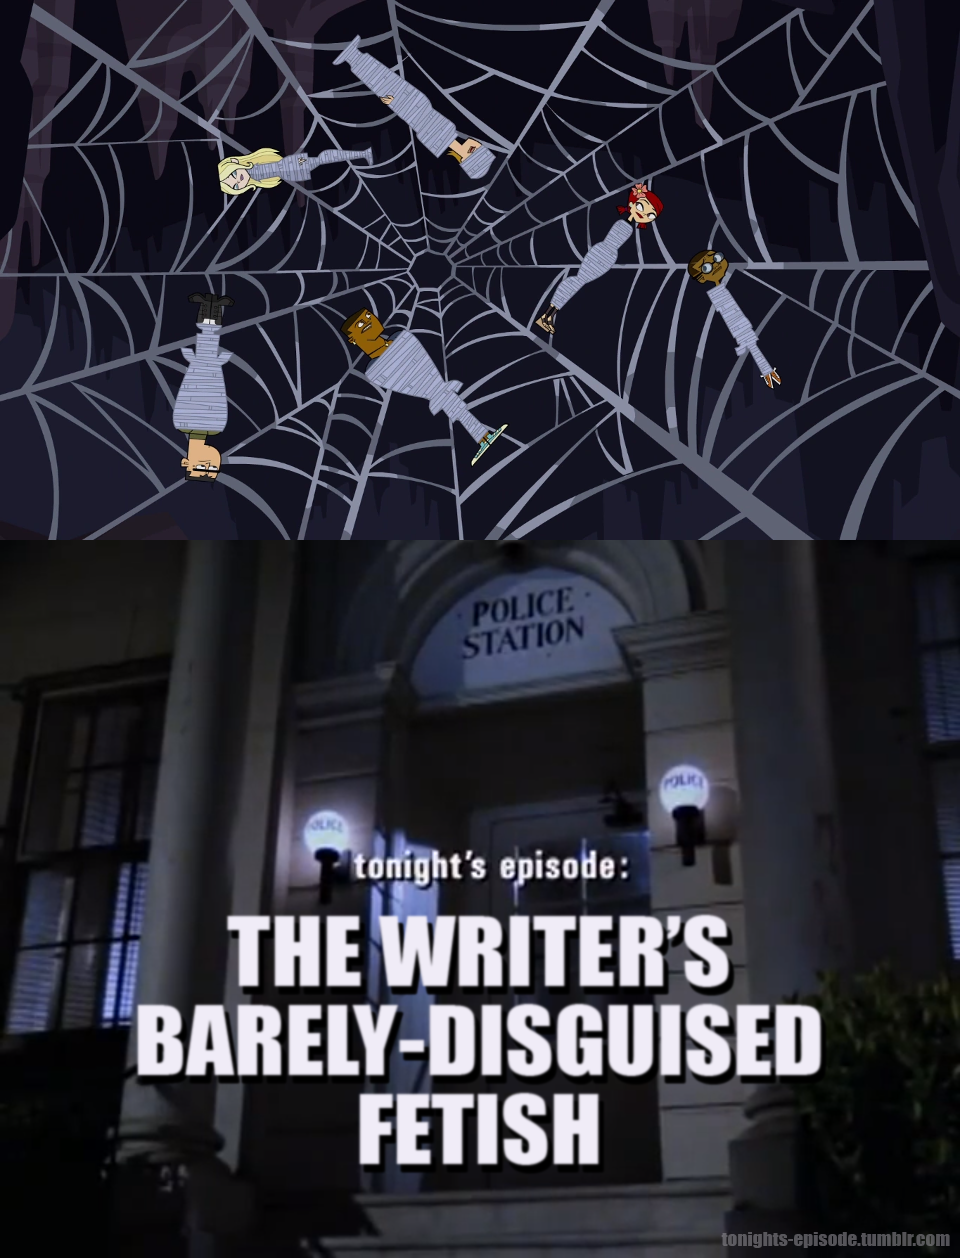 POLICE
STATION
POLICE
POLICE
tonight's episode:
THE WRITER'S
BARELY-DISGUISED
FETISH
tonights-episode.tumblr.com